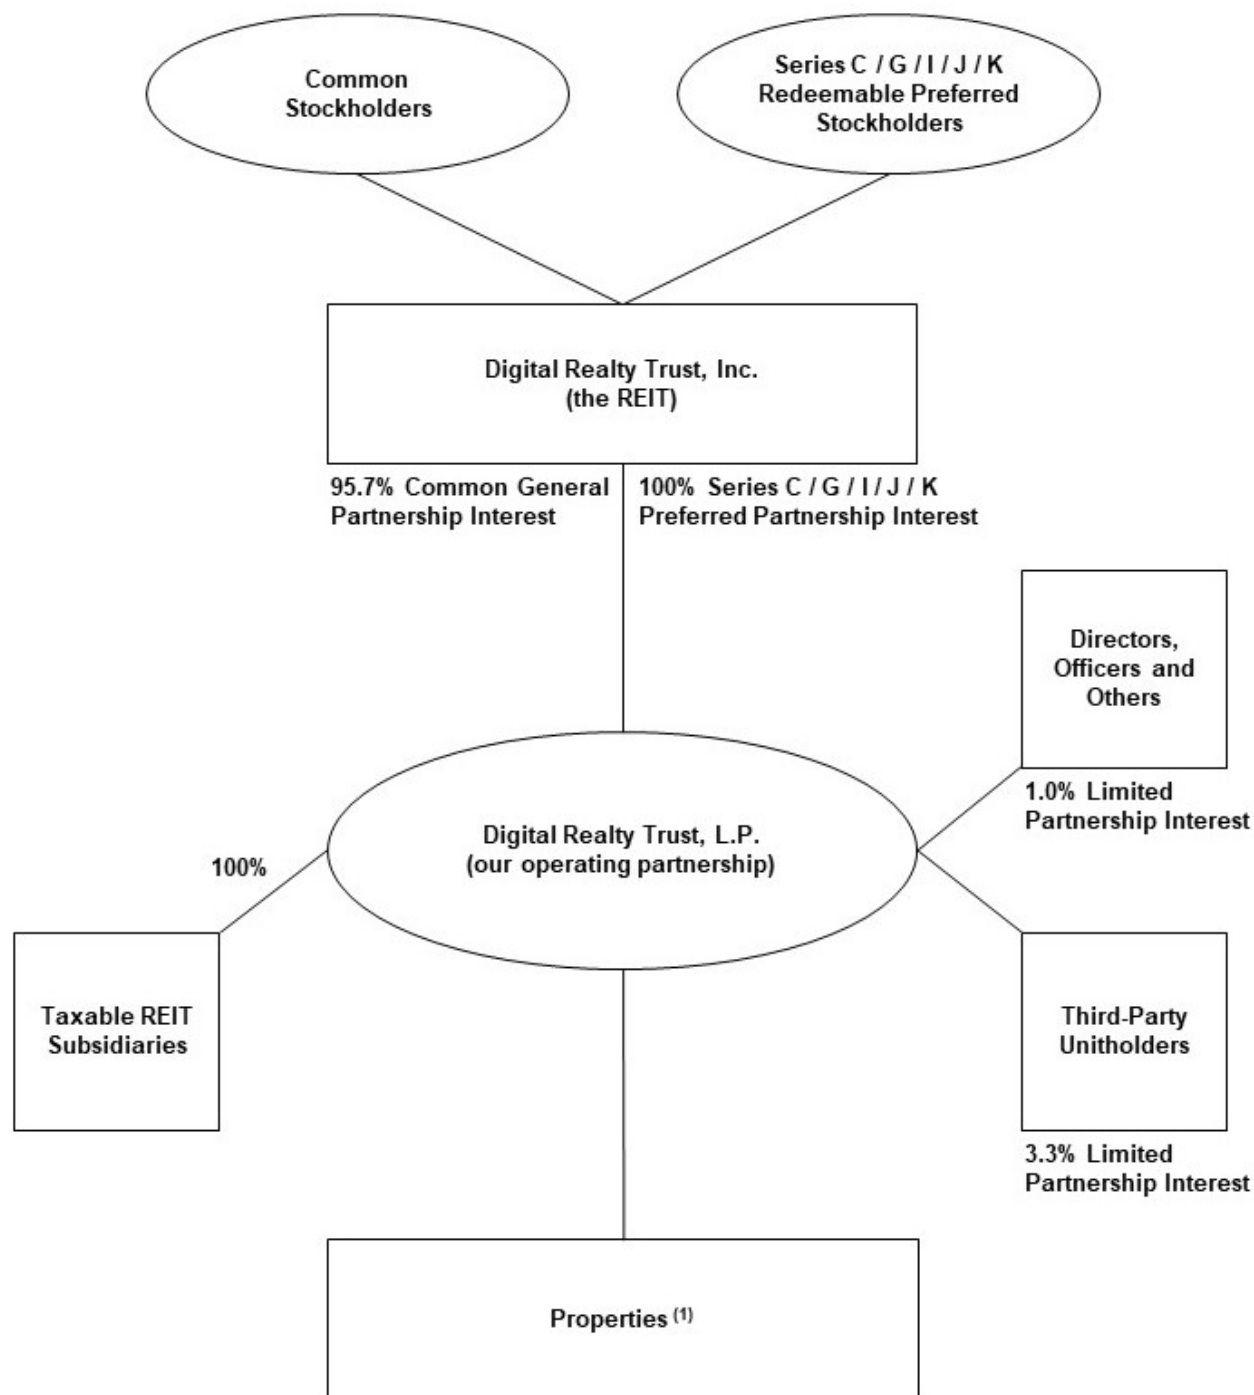 Common
Stockholders
Series C / G / I / J / K
Redeemable Preferred
Stockholders
Digital Realty Trust, Inc.
(the REIT)
95.7% Common General
Partnership Interest
100% Series C / G / I / J / K
Preferred Partnership Interest
Directors,
Officers and
Others
1.0% Limited
Partnership Interest
Digital Realty Trust, L.P.
(our operating partnership)
100%
Taxable REIT
Subsidiaries
Third-Party
Unitholders
3.3% Limited
Partnership Interest
Properties (1)